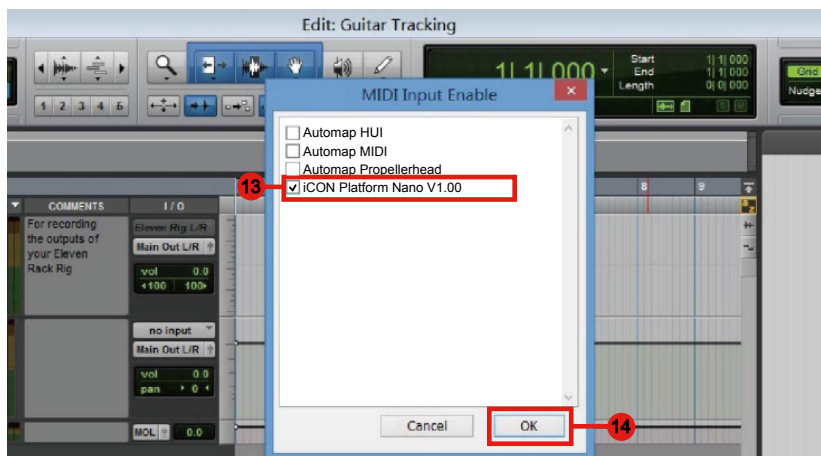 Edit: Guitar Tracking
1 2 3 4 5
1| 1| 000
Start 1| 1| 000
End 1| 1| 000
Length 0| 0| 000
Grid
Nudge
MIDI Input Enable
Automap HUI
Automap MIDI
Automap Propellerhead
13
iCON Platform Nano V1.00
8 9
COMMENTS I / O
For recording
the outputs of
your Eleven
Rack Rig
Eleven Rig L/R
Main Out L/R
vol 0.0
100 100
no input
Main Out L/R
vol 0.0
pan 0
MOL 0.0
Cancel OK
14